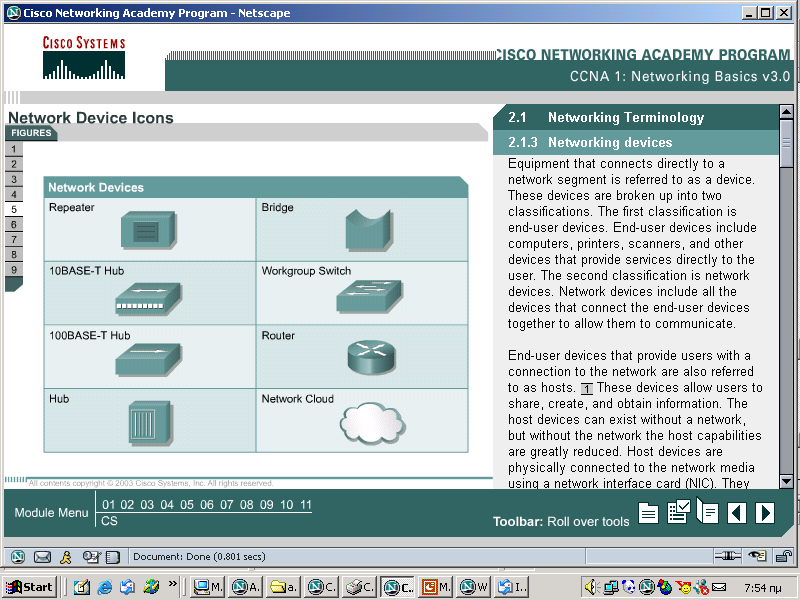 Cisco Networking Academy Program - Netscape
CISCO SYSTEMS
CISCO NETWORKING ACADEMY PROGRAM
CCNA 1: Networking Basics v3.0
Network Device Icons
FIGURES
1
2
3
4
5
6
7
8
9
Network Devices
Repeater
Bridge
10BASE-T Hub
Workgroup Switch
100BASE-T Hub
Router
Hub
Network Cloud
All contents copyright © 2003 Cisco Systems, Inc. All rights reserved.
2.1 Networking Terminology
2.1.3 Networking devices
Equipment that connects directly to a
network segment is referred to as a device.
These devices are broken up into two
classifications. The first classification is
end-user devices. End-user devices include
computers, printers, scanners, and other
devices that provide services directly to the
user. The second classification is network
devices. Network devices include all the
devices that connect the end-user devices
together to allow them to communicate.
End-user devices that provide users with a
connection to the network are also referred
to as hosts. 1 These devices allow users to
share, create, and obtain information. The
host devices can exist without a network,
but without the network the host capabilities
are greatly reduced. Host devices are
physically connected to the network media
using a network interface card (NIC). They
Module Menu
01 02 03 04 05 06 07 08 09 10 11
CS
Toolbar: Roll over tools
Document: Done (0.801 secs)
Start
»
M.
A.
a.
C.
C.
C..
M.
W
I..
7:54 πμ